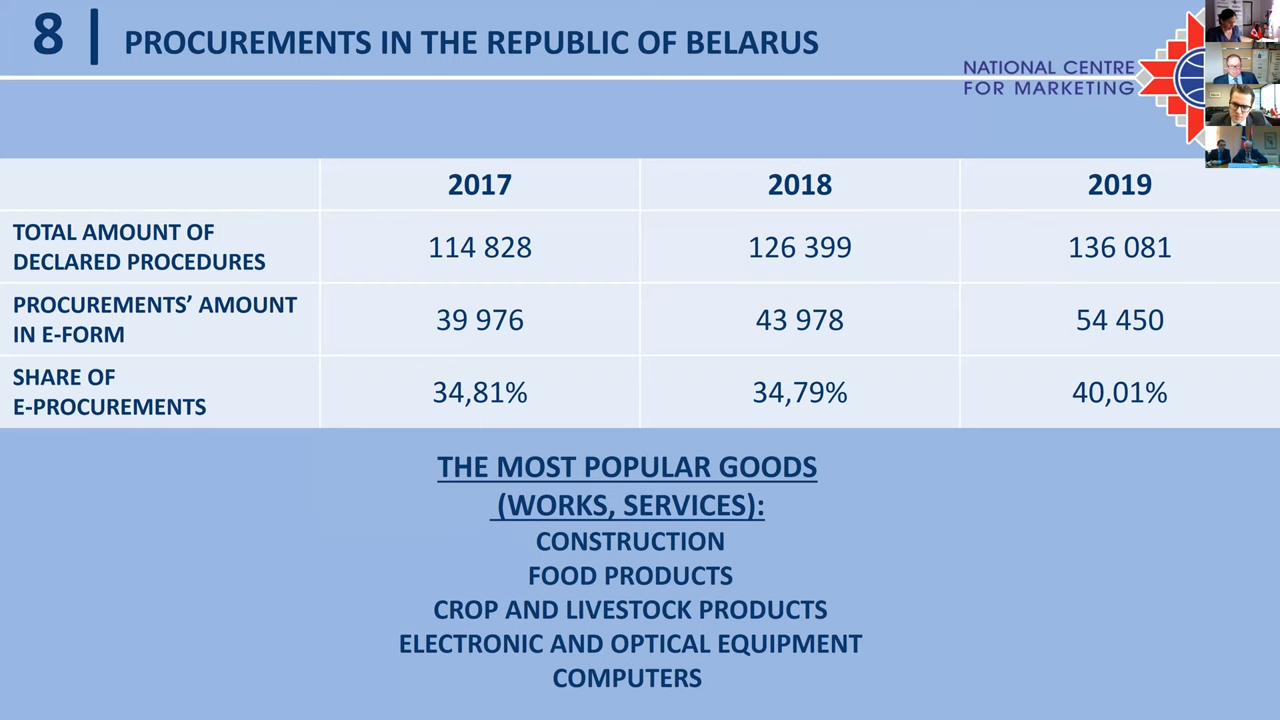 8 | PROCUREMENTS IN THE REPUBLIC OF BELARUS
NATIONAL CENTRE
FOR MARKETING
2017 2018 2019
TOTAL AMOUNT OF
DECLARED PROCEDURES 114 828 126 399 136 081
PROCUREMENTS’ AMOUNT
IN E-FORM 39 976 43 978 54 450
SHARE OF
E-PROCUREMENTS 34,81% 34,79% 40,01%
THE MOST POPULAR GOODS
(WORKS, SERVICES):
CONSTRUCTION
FOOD PRODUCTS
CROP AND LIVESTOCK PRODUCTS
ELECTRONIC AND OPTICAL EQUIPMENT
COMPUTERS